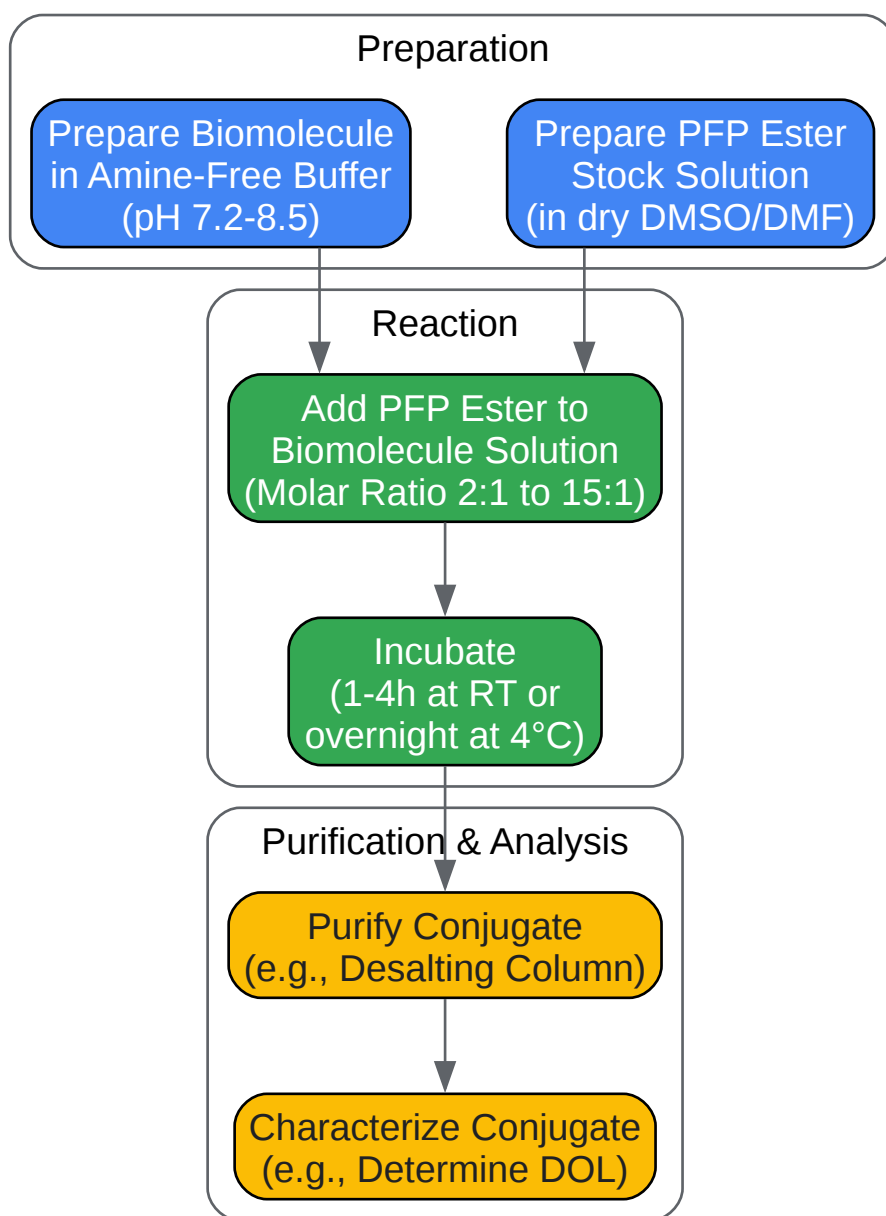 Preparation
Prepare Biomolecule
in Amine-Free Buffer
(pH 7.2-8.5)
Prepare PFP Ester
Stock Solution
(in dry DMSO/DMF)
Reaction
Add PFP Ester to
Biomolecule Solution
(Molar Ratio 2:1 to 15:1)
Incubate
(1-4h at RT or
overnight at 4°C)
Purification & Analysis
Purify Conjugate
(e.g., Desalting Column)
Characterize Conjugate
(e.g., Determine DOL)